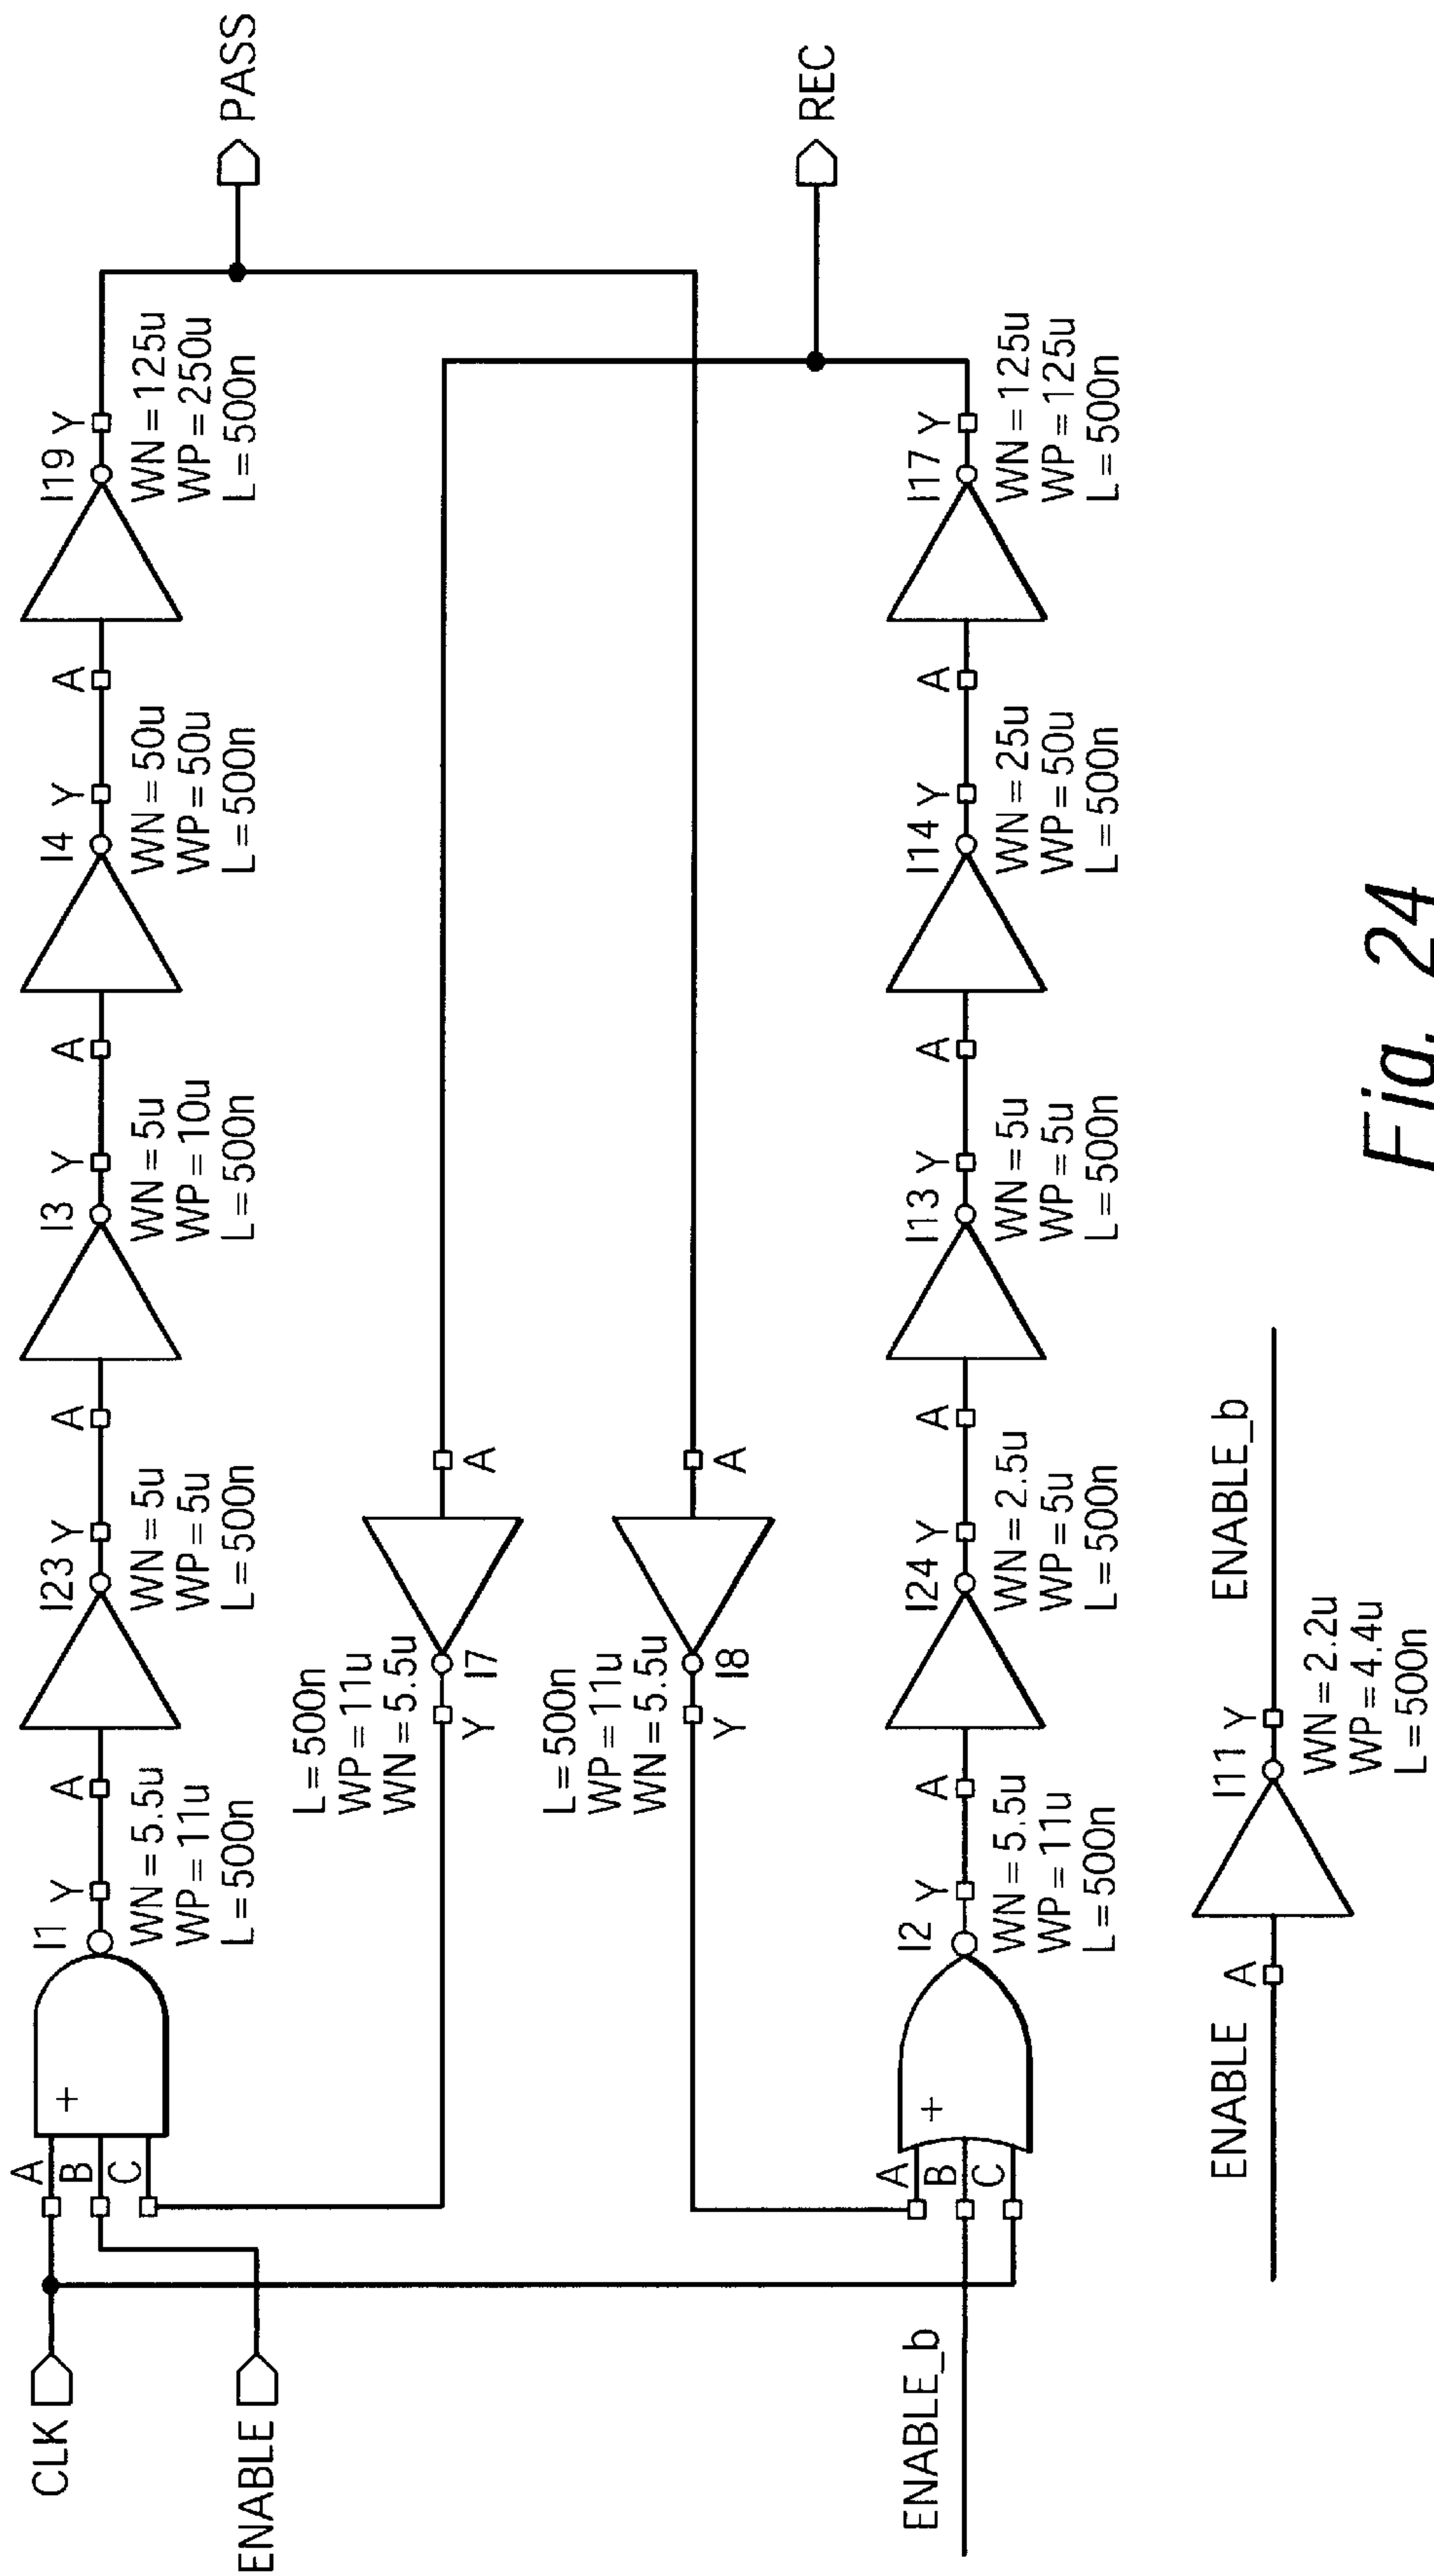 CLK
ENABLE
A
B
C
I1
Y
WN=5.5u
WP=11u
L=500n
A
I23
Y
WN=5u
WP=5u
L=500n
A
I3
Y
WN=5u
WP=10u
L=500n
A
I4
Y
WN=50u
WP=50u
L=500n
A
I19
Y
WN=125u
WP=250u
L=500n
PASS
L=500n
WP=11u
WN=5.5u
Y
I7
A
L=500n
WP=11u
WN=5.5u
Y
I8
A
REC
ENABLE_b
A
B
C
I2
Y
WN=5.5u
WP=11u
L=500n
A
I24
Y
WN=2.5u
WP=5u
L=500n
A
I13
Y
WN=5u
WP=5u
L=500n
A
I14
Y
WN=25u
WP=50u
L=500n
A
I17
Y
WN=125u
WP=125u
L=500n
ENABLE
A
I11
Y
WN=2.2u
WP=4.4u
L=500n
ENABLE_b
Fig. 24